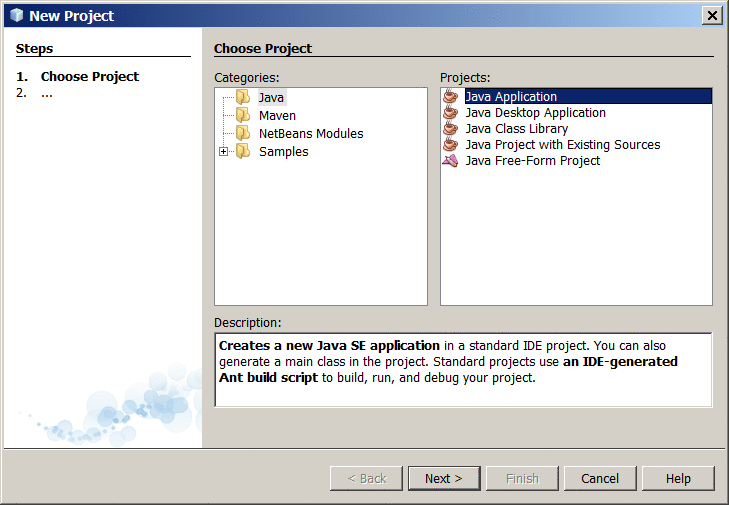 New Project
Steps
1. Choose Project
2. ...
Choose Project
Categories:
Java
Maven
NetBeans Modules
Samples
Projects:
Java Application
Java Desktop Application
Java Class Library
Java Project with Existing Sources
Java Free-Form Project
Description:
Creates a new Java SE application in a standard IDE project. You can also
generate a main class in the project. Standard projects use an IDE-generated
Ant build script to build, run, and debug your project.
< Back
Next >
Finish
Cancel
Help